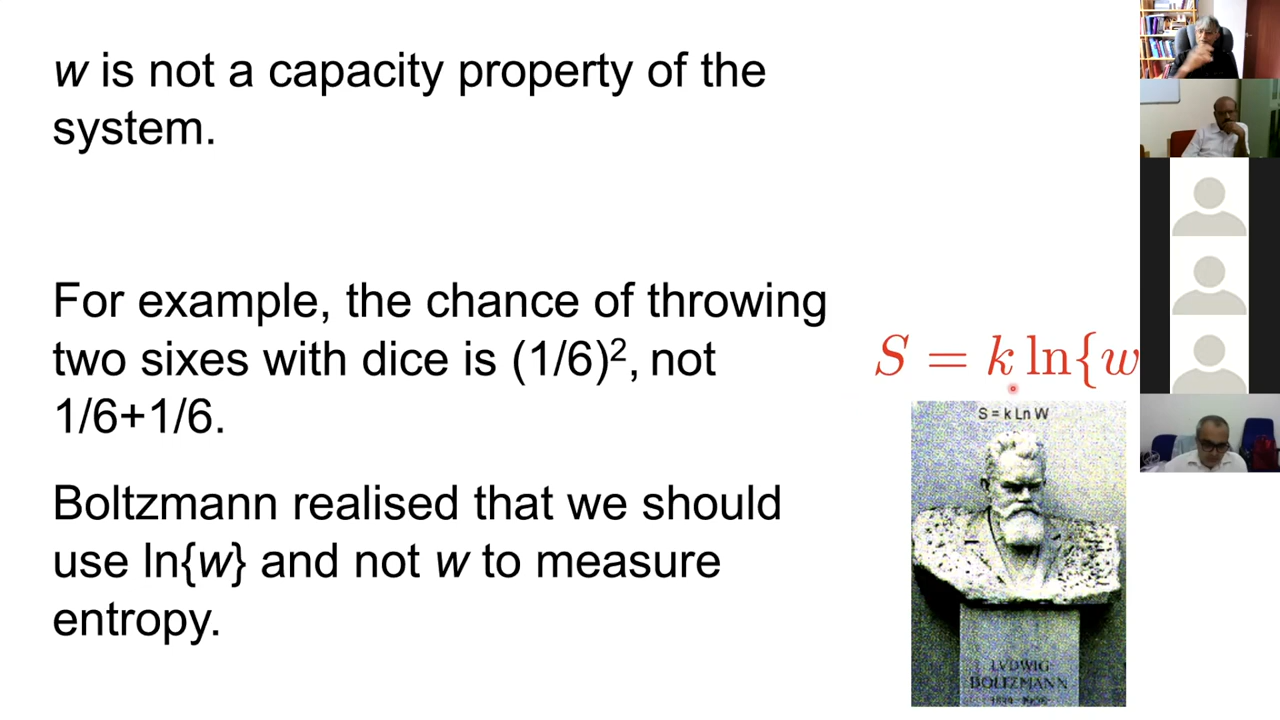 w is not a capacity property of the
system.
For example, the chance of throwing
two sixes with dice is (1/6)², not
1/6+1/6.
Boltzmann realised that we should
use ln{w} and not w to measure
entropy.
S = k ln{w
S = k Ln W
LVDWIG
BOLTZMANN